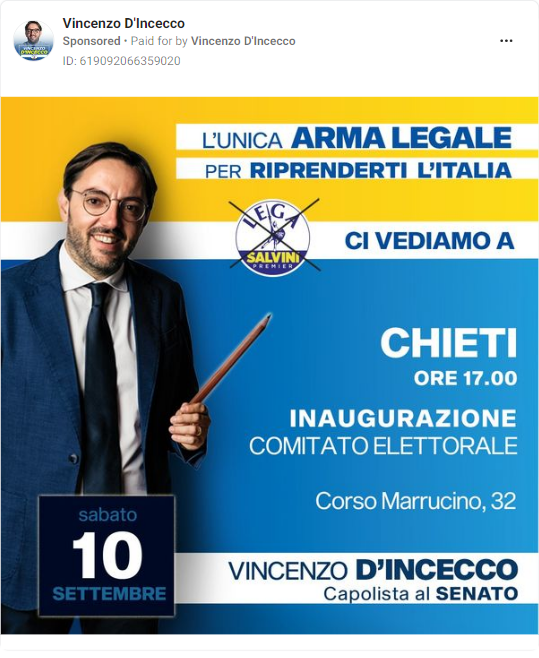 Vincenzo D'Incecco
Sponsored • Paid for by Vincenzo D'Incecco
ID: 619092066359020
L'UNICA ARMA LEGALE
PER RIPRENDERTI L'ITALIA
LEGA
SALVINI
PREMIER
CI VEDIAMO A
CHIETI
ORE 17.00
INAUGURAZIONE
COMITATO ELETTORALE
Corso Marrucino, 32
sabato
10
SETTEMBRE
VINCENZO D'INCECCO
Capolista al SENATO